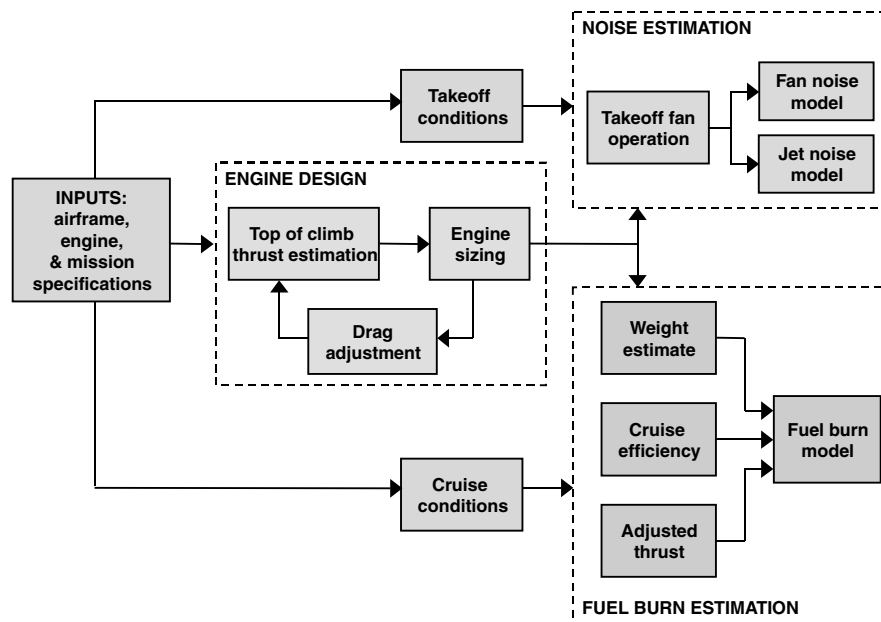 NOISE ESTIMATION
Takeoff
conditions
Takeoff fan
operation
Fan noise
model
Jet noise
model
INPUTS:
airframe,
engine,
& mission
specifications
ENGINE DESIGN
Top of climb
thrust estimation
Engine
sizing
Drag
adjustment
Cruise
conditions
Weight
estimate
Cruise
efficiency
Adjusted
thrust
Fuel burn
model
FUEL BURN ESTIMATION